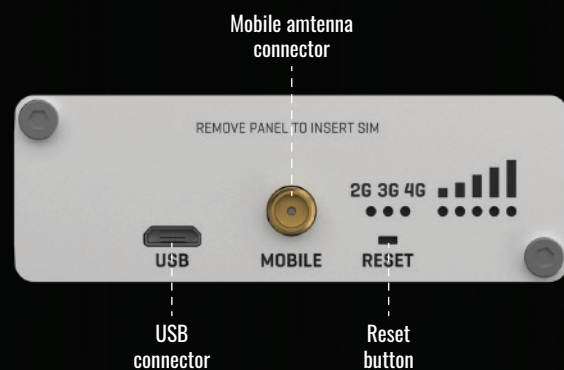 Mobile amtenna
connector
REMOVE PANEL TO INSERT SIM
2G 3G 4G
USB
MOBILE
RESET
USB
connector
Reset
button